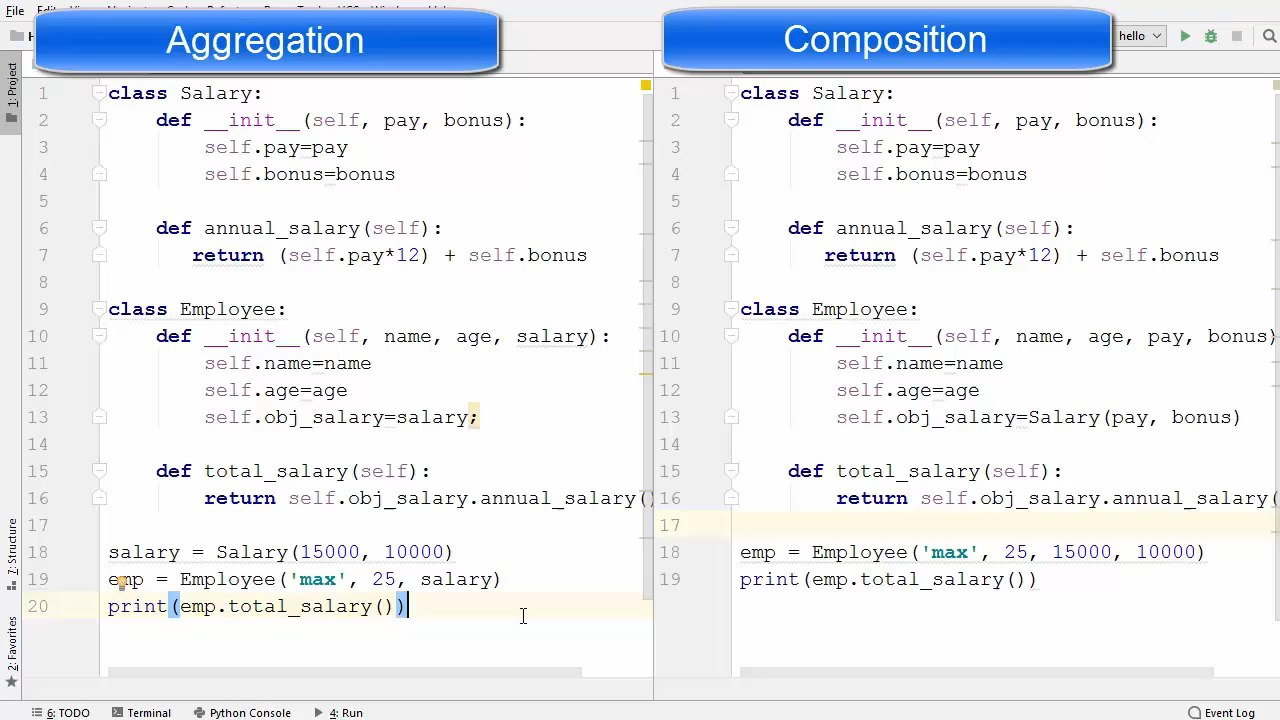 File
Aggregation
Composition
hello
1: Project
7: Structure
2: Favorites
1 class Salary:
2 def __init__(self, pay, bonus):
3 self.pay=pay
4 self.bonus=bonus
5
6 def annual_salary(self):
7 return (self.pay*12) + self.bonus
8
9 class Employee:
10 def __init__(self, name, age, salary):
11 self.name=name
12 self.age=age
13 self.obj_salary=salary;
14
15 def total_salary(self):
16 return self.obj_salary.annual_salary()
17
18 salary = Salary(15000, 10000)
19 emp = Employee('max', 25, salary)
20 print(emp.total_salary())
1 class Salary:
2 def __init__(self, pay, bonus):
3 self.pay=pay
4 self.bonus=bonus
5
6 def annual_salary(self):
7 return (self.pay*12) + self.bonus
8
9 class Employee:
10 def __init__(self, name, age, pay, bonus)
11 self.name=name
12 self.age=age
13 self.obj_salary=Salary(pay, bonus)
14
15 def total_salary(self):
16 return self.obj_salary.annual_salary(
17
18 emp = Employee('max', 25, 15000, 10000)
19 print(emp.total_salary())
6: TODO Terminal Python Console 4: Run Event Log